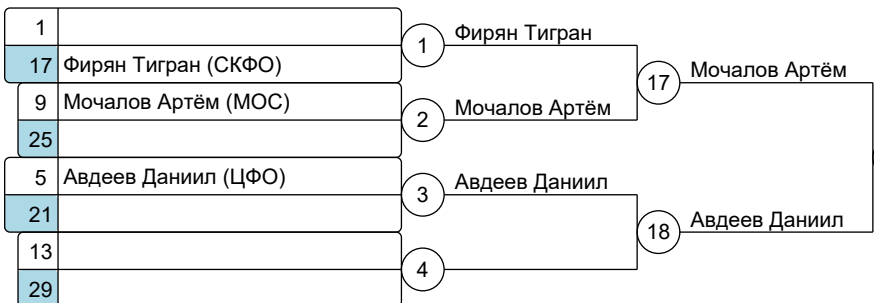 1
17 Фирян Тигран (СКФО)
1
Фирян Тигран
9 Мочалов Артём (МОС)
25
2
Мочалов Артём
17
Мочалов Артём
5 Авдеев Даниил (ЦФО)
21
3
Авдеев Даниил
13
29
4
18
Авдеев Даниил